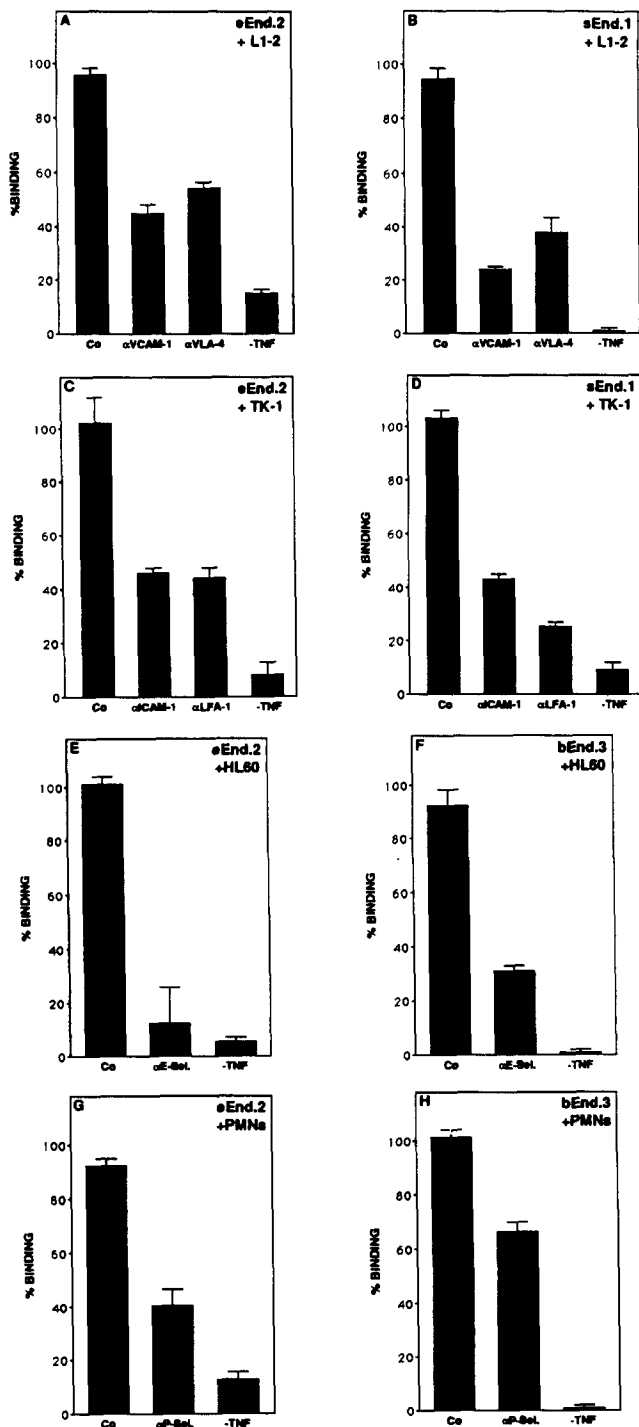 A
eEnd.2
+ L1-2
%BINDING
100
80
60
40
20
0
Co αVCAM-1 αVLA-4 -TNF
B
sEnd.1
+ L1-2
% BINDING
100
80
60
40
20
0
Co αVCAM-1 αVLA-4 -TNF
C
eEnd.2
+ TK-1
% BINDING
100
80
60
40
20
0
Co αICAM-1 αLFA-1 -TNF
D
sEnd.1
+ TK-1
% BINDING
100
80
60
40
20
0
Co αICAM-1 αLFA-1 -TNF
E
eEnd.2
+HL60
% BINDING
100
80
60
40
20
0
Co αE-Sel. -TNF
F
bEnd.3
+HL60
% BINDING
100
80
60
40
20
0
Co αE-Sel. -TNF
G
eEnd.2
+PMNs
% BINDING
100
80
60
40
20
0
Co αP-Sel. -TNF
H
bEnd.3
+PMNs
% BINDING
100
80
60
40
20
0
Co αP-Sel. -TNF